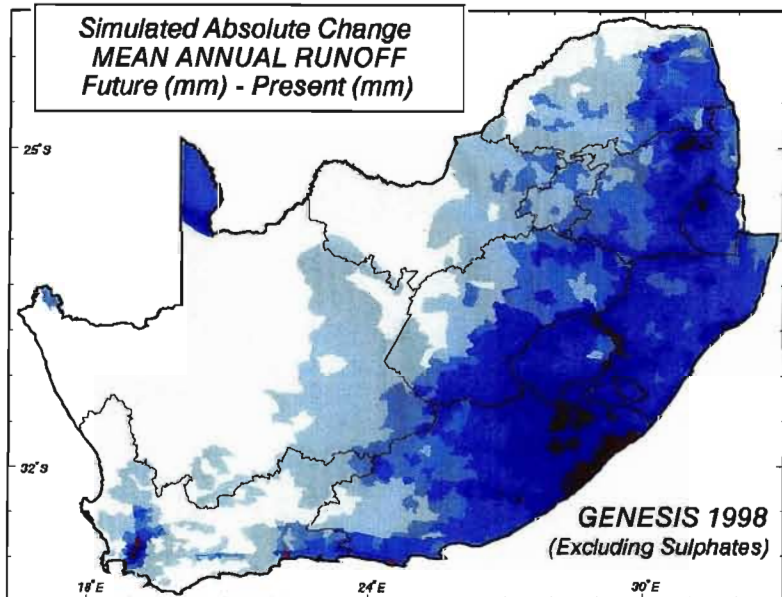 Simulated Absolute Change
MEAN ANNUAL RUNOFF
Future (mm) - Present (mm)
25°S
32°S
GENESIS 1998
(Excluding Sulphates)
18°E
24°E
30°E